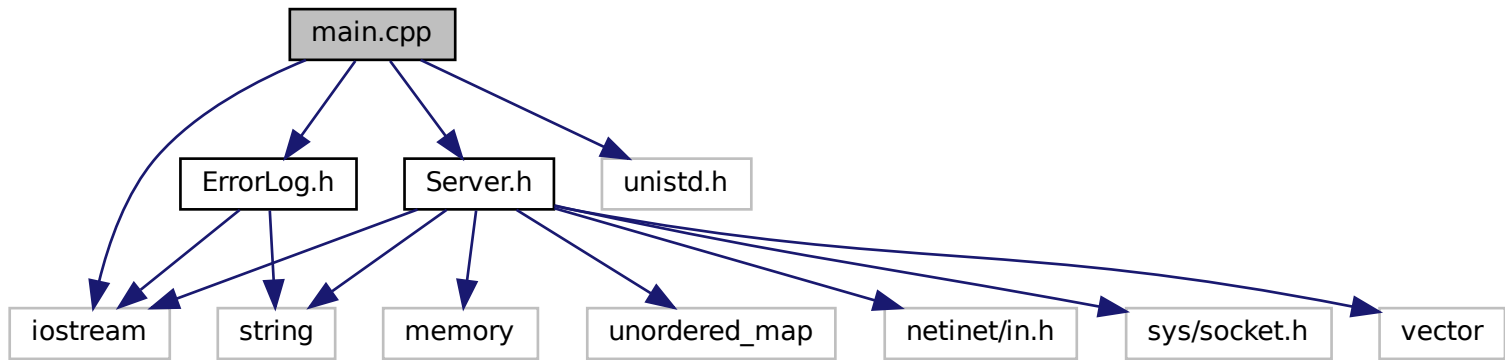 main.cpp
ErrorLog.h
Server.h
unistd.h
iostream
string
memory
unordered_map
netinet/in.h
sys/socket.h
vector